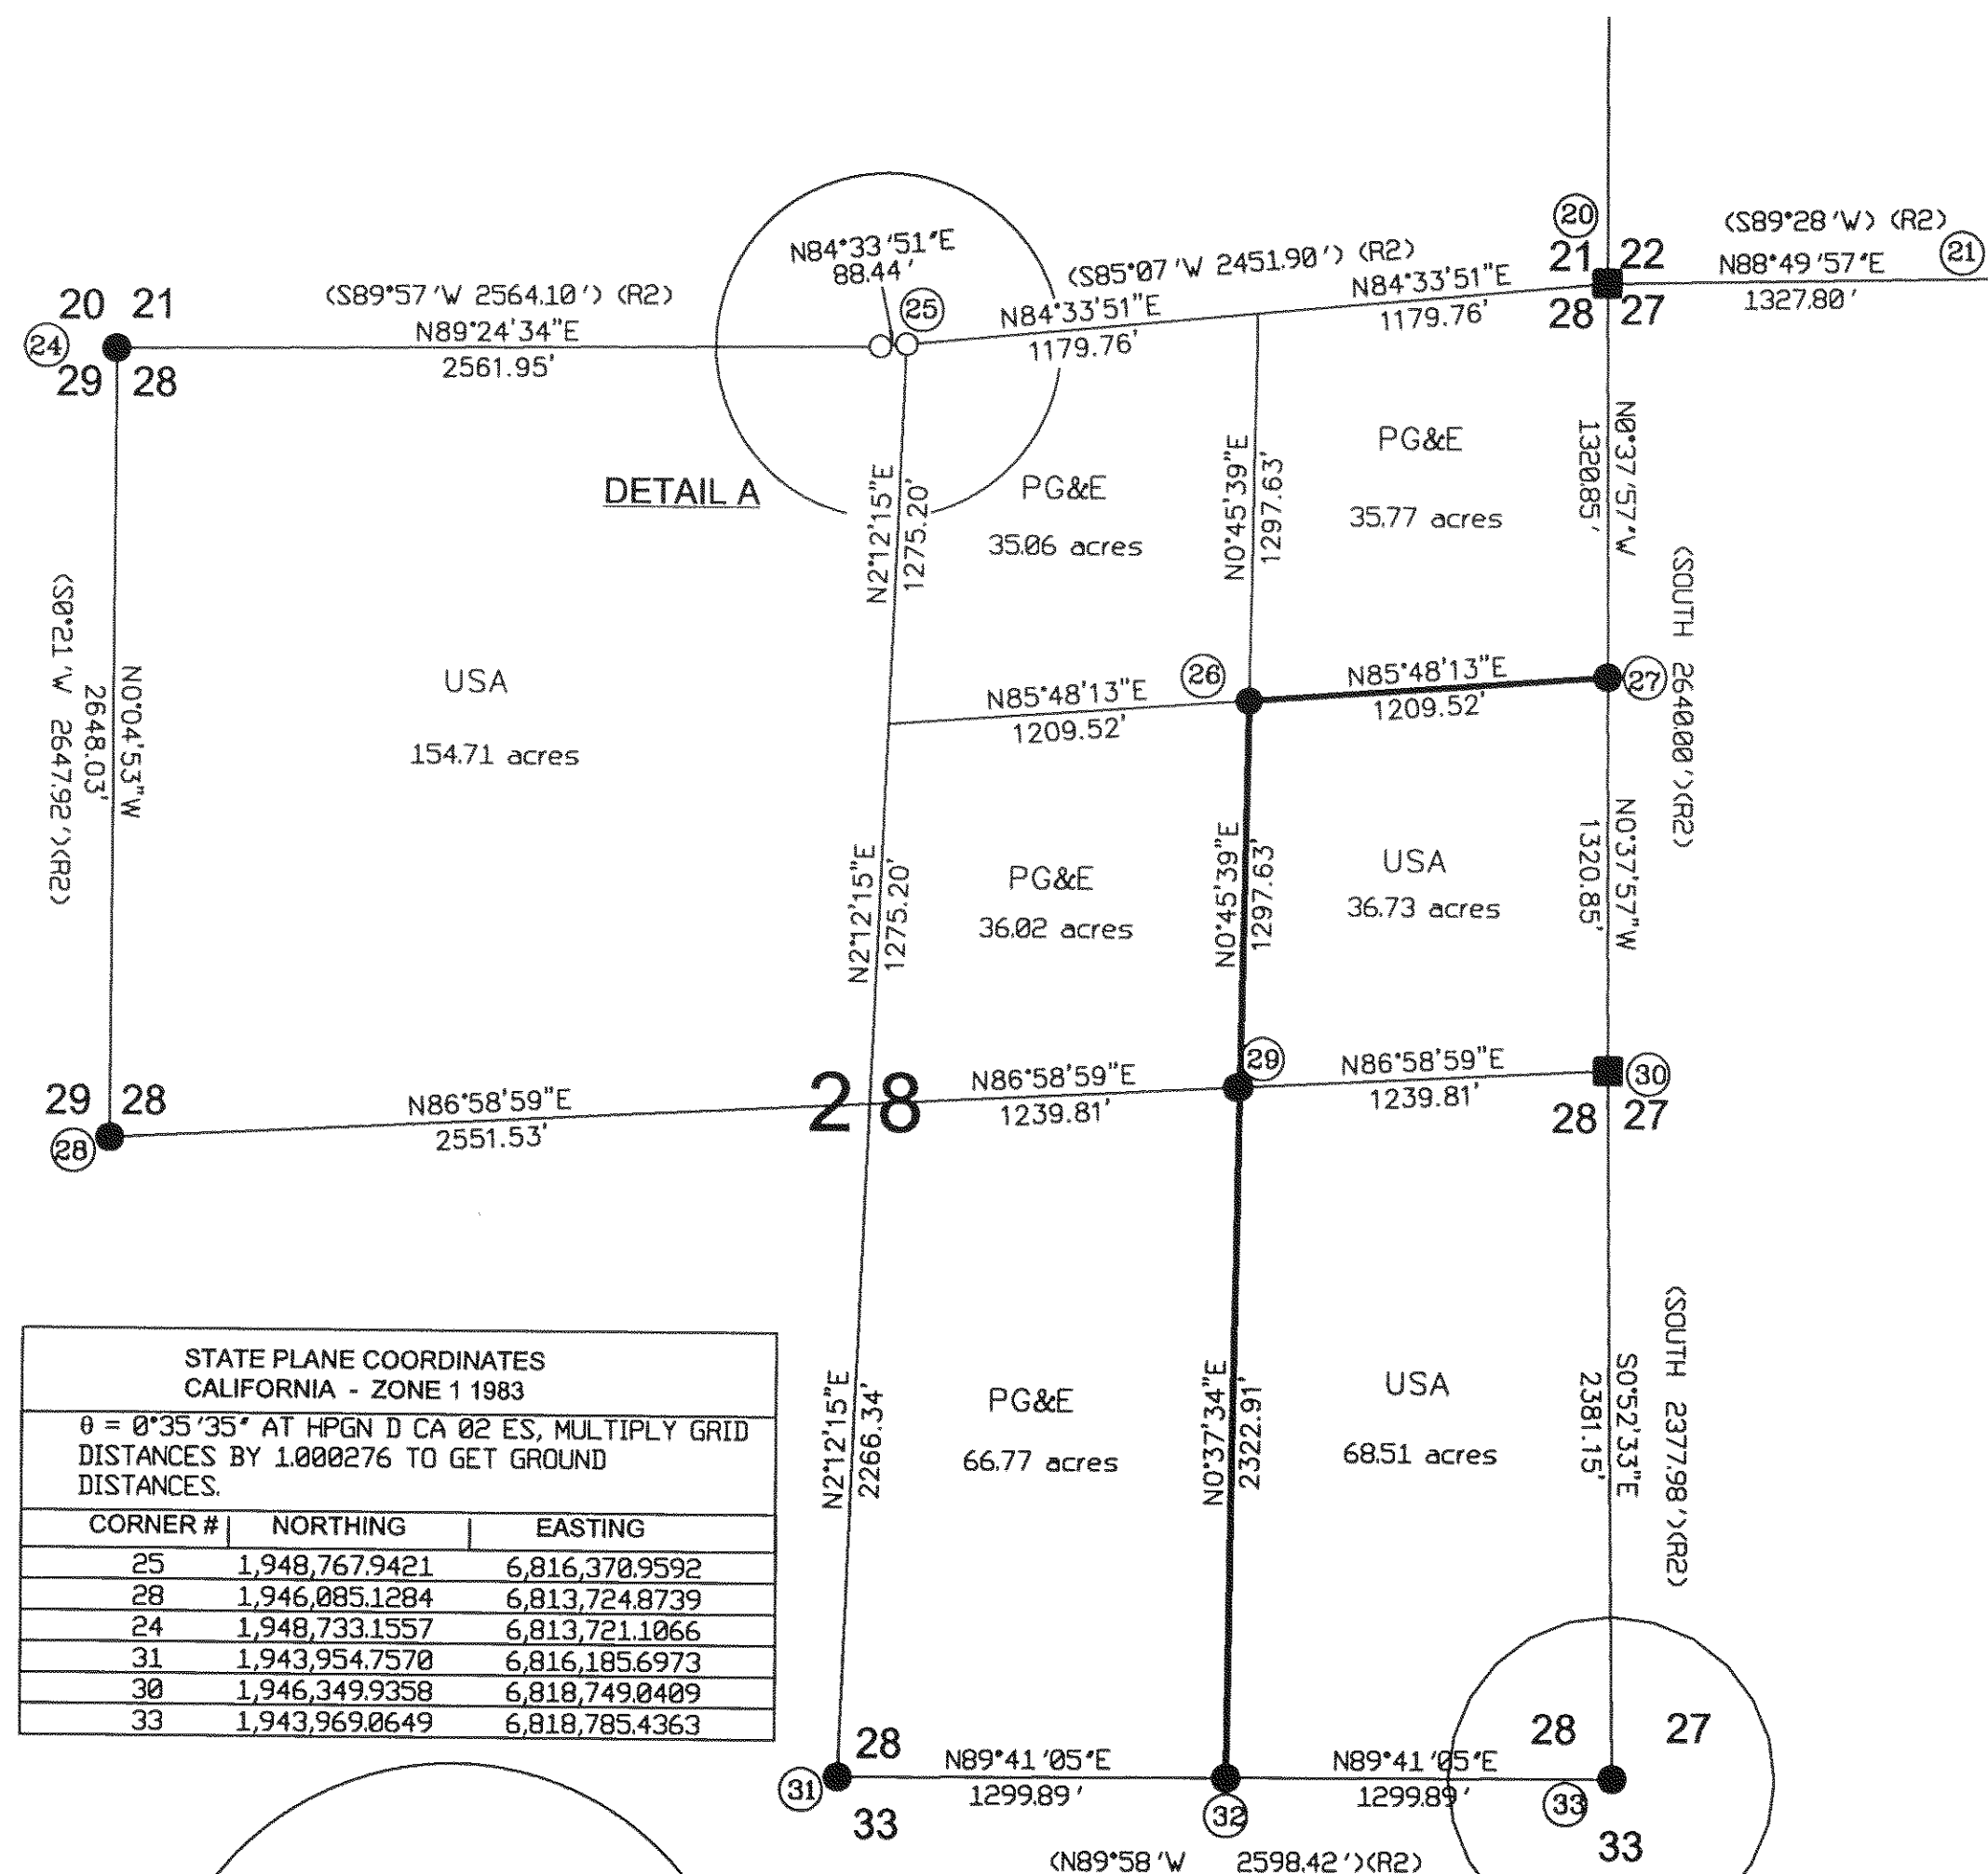 20
21 22
28 27
(S89°28'W) (R2)
N88°49'57"E
1327.80'
21
N84°33'51"E
88.44'
(S85°07'W 2451.90') (R2)
N84°33'51"E
1179.76'
N84°33'51"E
1179.76'
25
20 21
24
29 28
(S89°57'W 2564.10') (R2)
N89°24'34"E
2561.95'
DETAIL A
N2°12'15"E
1275.20'
PG&E
35.06 acres
N0°45'39"E
1297.63'
PG&E
35.77 acres
N0°37'57"W
1320.85'
(SOUTH 2640.00')(R2)
(S0°21'W 2647.92')(R2)
N0°04'53"W
2648.03'
USA
154.71 acres
N85°48'13"E
1209.52'
26
N85°48'13"E
1209.52'
27
N2°12'15"E
1275.20'
PG&E
36.02 acres
N0°45'39"E
1297.63'
USA
36.73 acres
N0°37'57"W
1320.85'
29 28
28
N86°58'59"E
2551.53'
28
N86°58'59"E
1239.81'
29
N86°58'59"E
1239.81'
30
28 27
STATE PLANE COORDINATES
CALIFORNIA - ZONE 1 1983
θ = 0°35'35" AT HPGN D CA 02 ES, MULTIPLY GRID
DISTANCES BY 1.000276 TO GET GROUND
DISTANCES.
CORNER # | NORTHING | EASTING
25 1,948,767.9421 6,816,370.9592
28 1,946,085.1284 6,813,724.8739
24 1,948,733.1557 6,813,721.1066
31 1,943,954.7570 6,816,185.6973
30 1,946,349.9358 6,818,749.0409
33 1,943,969.0649 6,818,785.4363
N2°12'15"E
2266.34'
PG&E
66.77 acres
N0°37'34"E
2322.91'
USA
68.51 acres
S0°52'33"E
2381.15'
(SOUTH 2377.98')(R2)
28
31
33
N89°41'05"E
1299.89'
32
N89°41'05"E
1299.89'
28 27
33
33
(N89°58'W 2598.42')(R2)